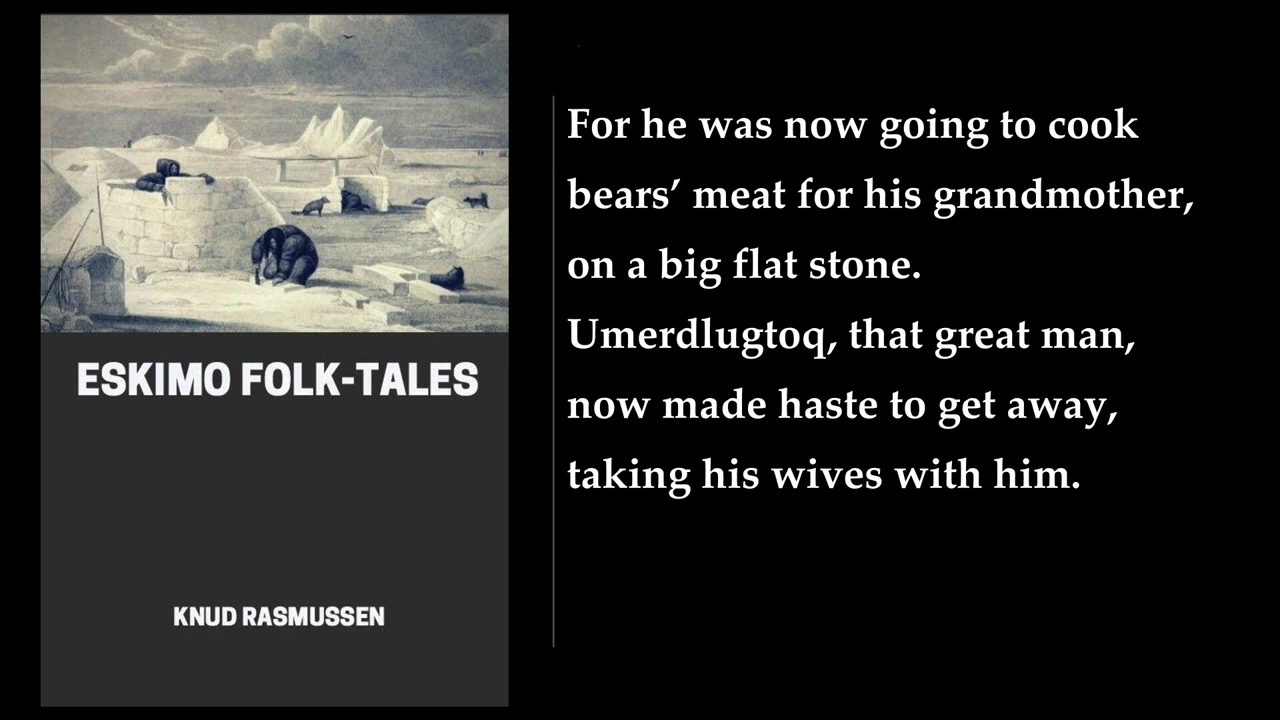 ESKIMO FOLK-TALES
KNUD RASMUSSEN
For he was now going to cook
bears’ meat for his grandmother,
on a big flat stone.
Umerdlugtoq, that great man,
now made haste to get away,
taking his wives with him.